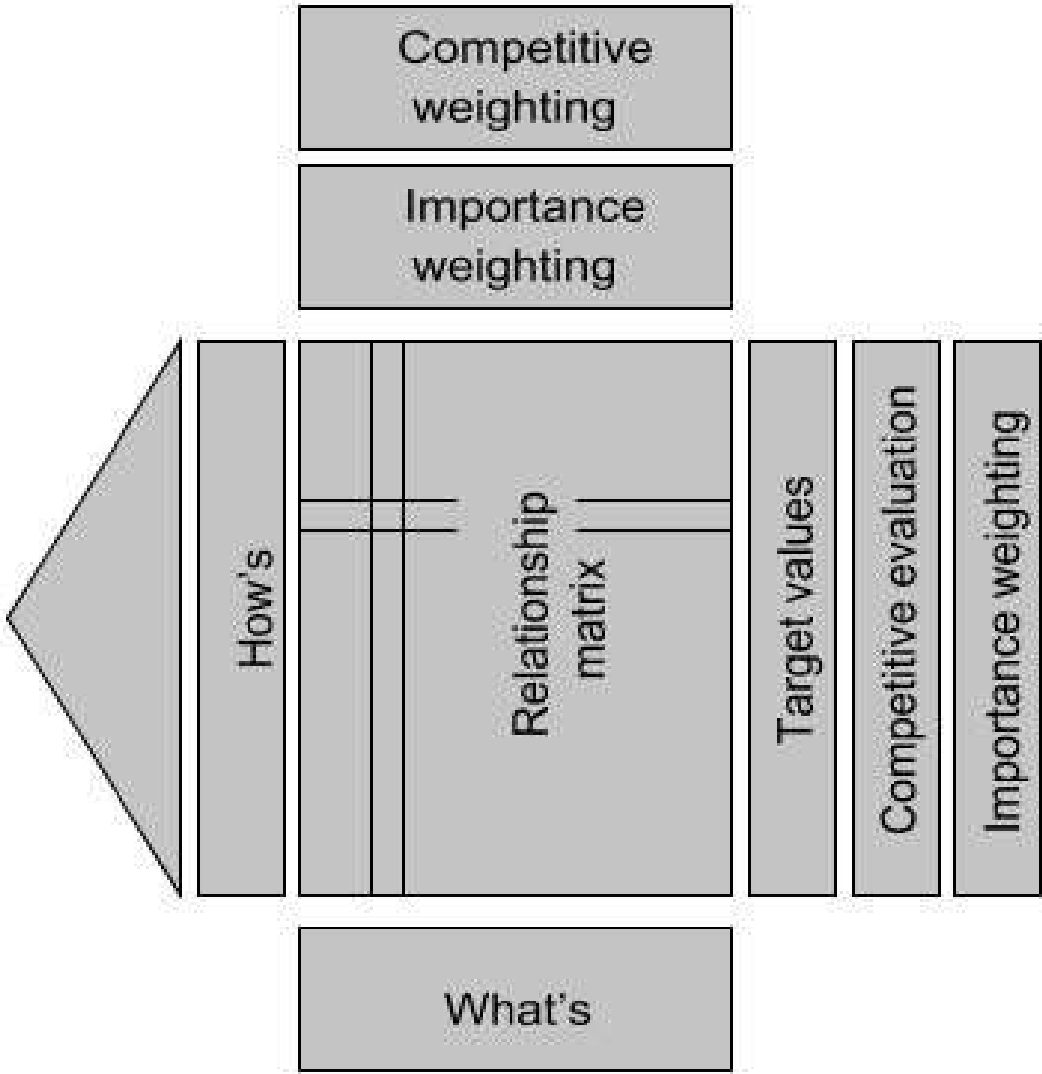 Competitive
weighting
Importance
weighting
How's
Relationship
matrix
Target values
Competitive evaluation
Importance weighting
What's